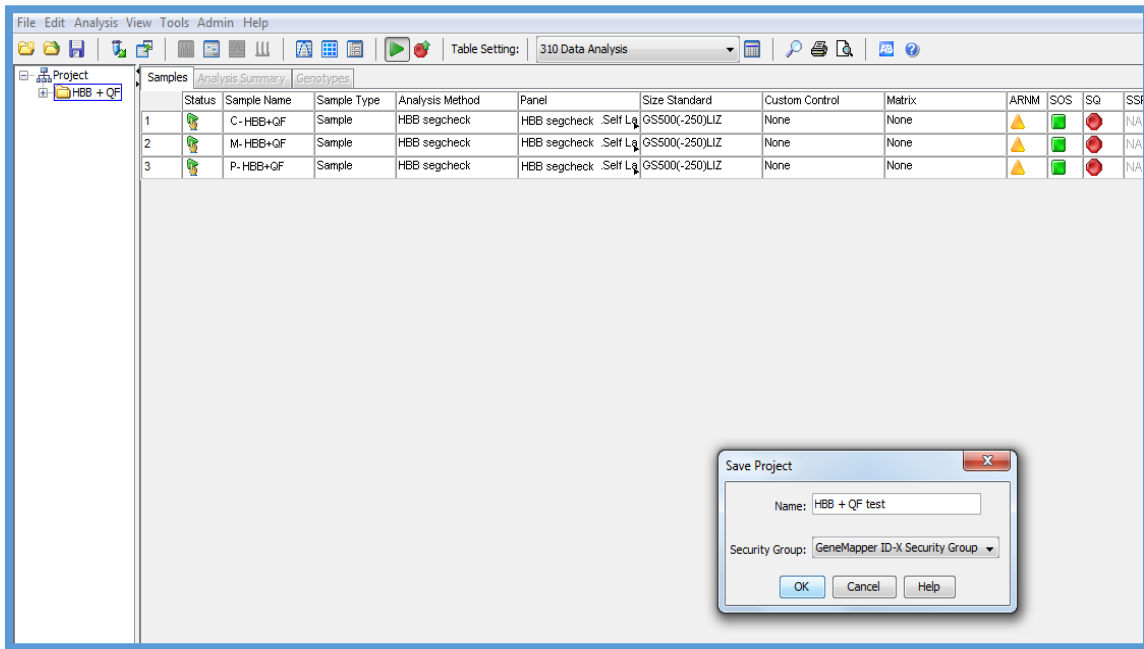 File Edit Analysis View Tools Admin Help
Table Setting: 310 Data Analysis
Project
HBB + QF
Samples Analysis Summary Genotypes
Status Sample Name Sample Type Analysis Method Panel Size Standard Custom Control Matrix ARNM SOS SQ SSF
1 C-HBB+QF Sample HBB segcheck HBB segcheck .Self La GS500(-250)LIZ None None NA
2 M-HBB+QF Sample HBB segcheck HBB segcheck .Self La GS500(-250)LIZ None None NA
3 P-HBB+QF Sample HBB segcheck HBB segcheck .Self La GS500(-250)LIZ None None NA
Save Project
Name: HBB + QF test
Security Group: GeneMapper ID-X Security Group
OK Cancel Help